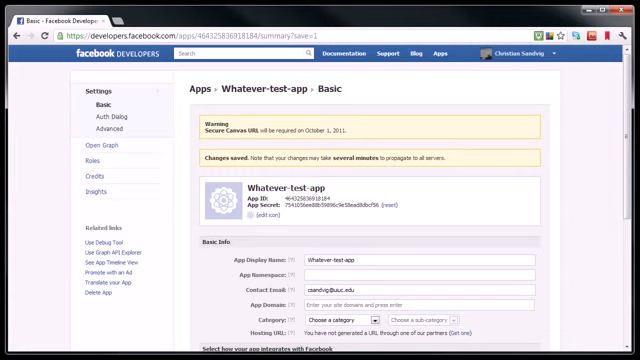 Basic - Facebook Develope
https://developers.facebook.com/apps/464325836918184/summary?save=1
facebook DEVELOPERS Search Documentation Support Blog Apps Christian Sandvig
Settings
Basic
Auth Dialog
Advanced
Open Graph
Roles
Credits
Insights
Related links
Use Debug Tool
Use Graph API Explorer
See App Timeline View
Promote with an Ad
Translate your App
Delete App
Apps Whatever-test-app Basic
Warning
Secure Canvas URL will be required on October 1, 2011.
Changes saved. Note that your changes may take several minutes to propagate to all servers.
Whatever-test-app
App ID:
App Secret: (reset)
(edit icon)
Basic Info
App Display Name: [?] Whatever-test-app
App Namespace: [?]
Contact Email: [?] csandvig@uiuc.edu
App Domain: [?] Enter your site domains and press enter
Category: [?] Choose a category Choose a sub-category
Hosting URL: [?] You have not generated a URL through one of our partners (Get one)
Select how your app integrates with Facebook